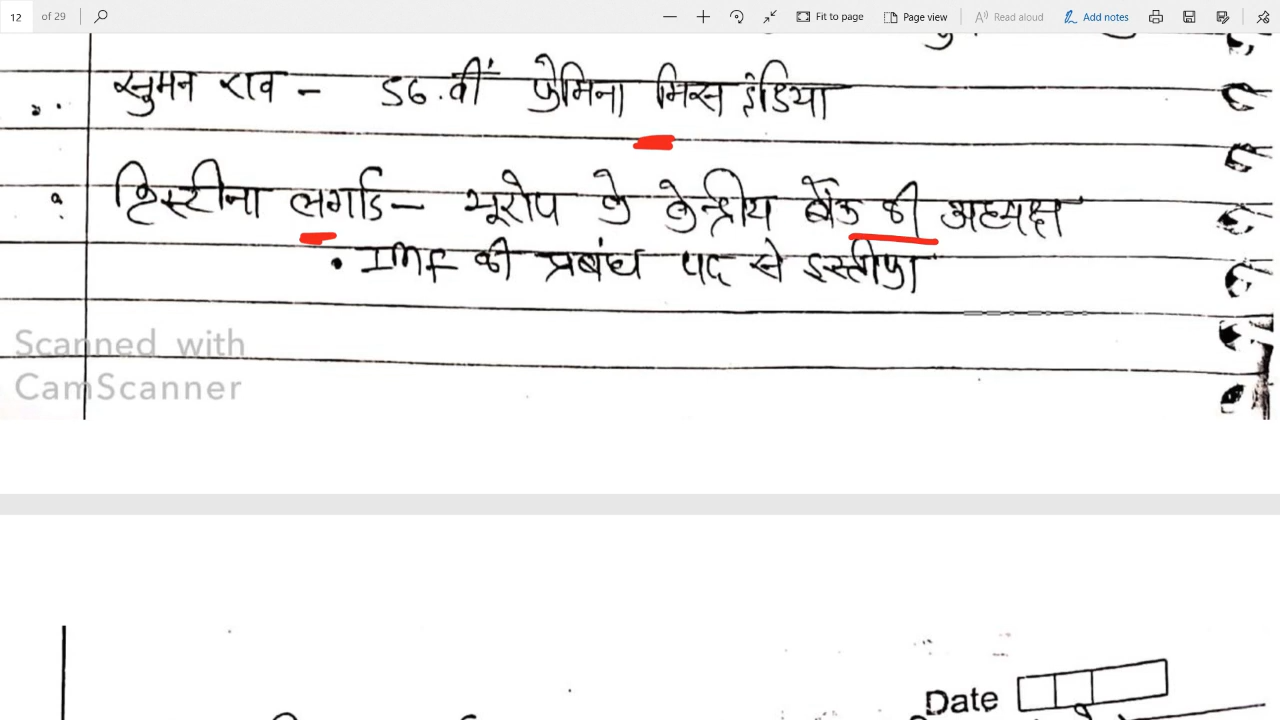 12 of 29 Fit to page Page view Read aloud Add notes
सुमन राव - 56.वीं फ़ेमिना मिस इंडिया
क्रिस्टीना लगार्ड - यूरोप के केन्द्रीय बैंक की अध्यक्ष
• IMF की प्रबंध पद से इस्तीफा
Scanned with
CamScanner
Date